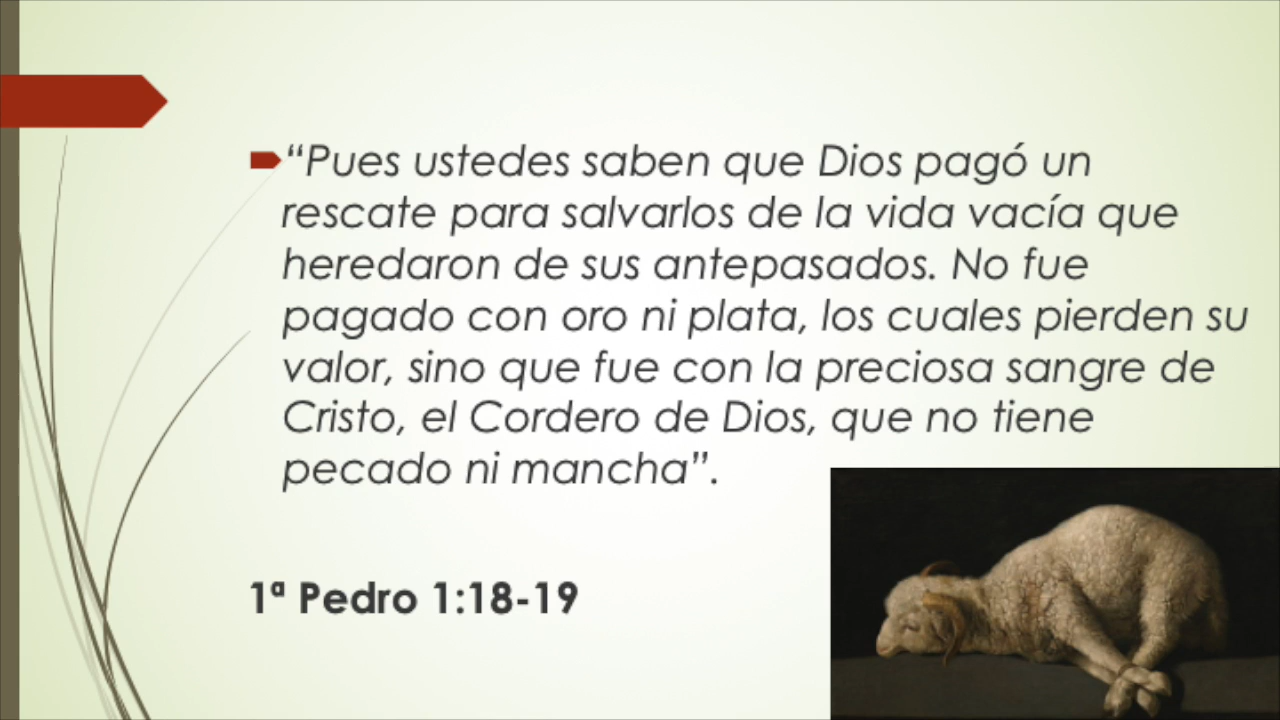 “Pues ustedes saben que Dios pagó un
rescate para salvarlos de la vida vacía que
heredaron de sus antepasados. No fue
pagado con oro ni plata, los cuales pierden su
valor, sino que fue con la preciosa sangre de
Cristo, el Cordero de Dios, que no tiene
pecado ni mancha”.
1ª Pedro 1:18-19